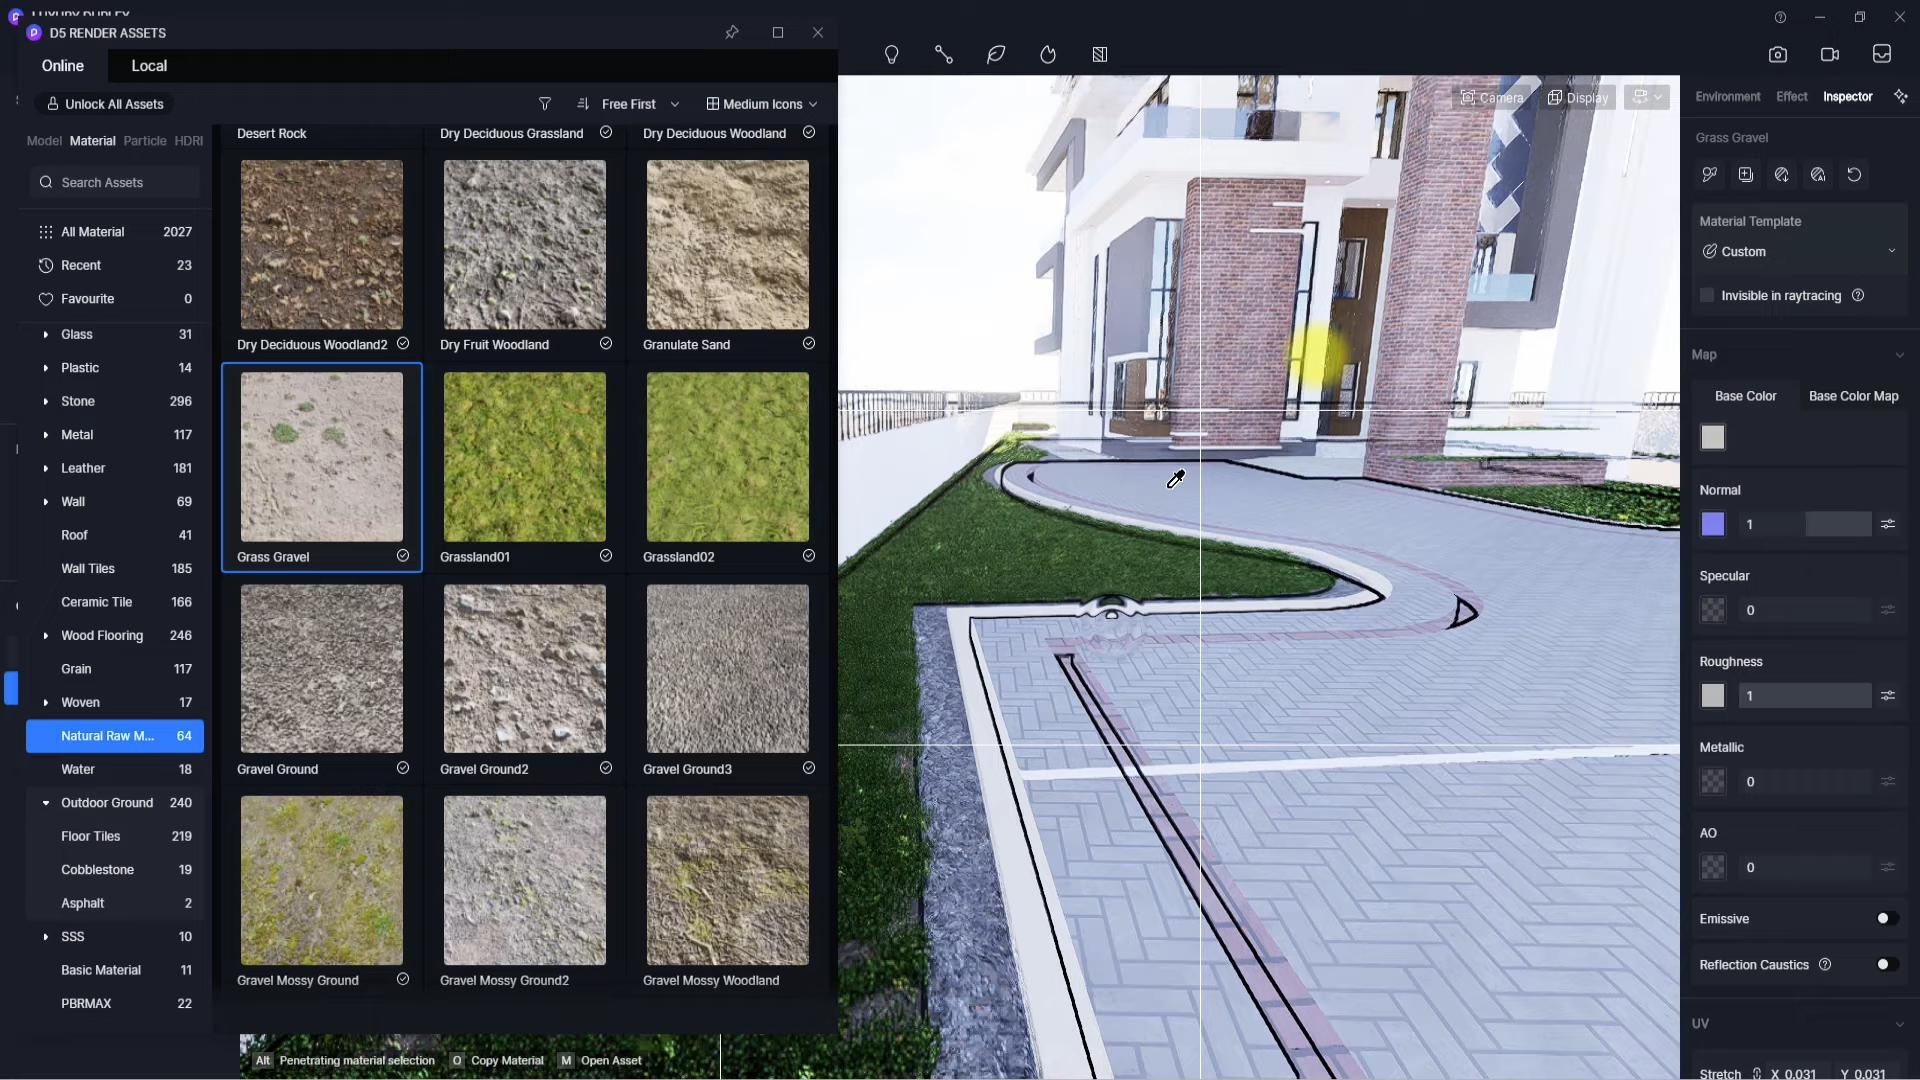 D5 RENDER ASSETS
Online
Local
Unlock All Assets
Free First
Medium Icons
Camera
Display
Environment
Effect
Inspector
Model
Material
Particle
HDRI
Search Assets
All Material 2027
Recent 23
Favourite 0
Glass 31
Plastic 14
Stone 296
Metal 117
Leather 181
Wall 69
Roof 41
Wall Tiles 185
Ceramic Tile 166
Wood Flooring 246
Grain 117
Woven 17
Natural Raw M... 64
Water 18
Outdoor Ground 240
Floor Tiles 219
Cobblestone 19
Asphalt 2
SSS 10
Basic Material 11
PBRMAX 22
Desert Rock
Dry Deciduous Grassland
Dry Deciduous Woodland
Dry Deciduous Woodland2
Dry Fruit Woodland
Granulate Sand
Grass Gravel
Grassland01
Grassland02
Gravel Ground
Gravel Ground2
Gravel Ground3
Gravel Mossy Ground
Gravel Mossy Ground2
Gravel Mossy Woodland
Alt Penetrating material selection O Copy Material M Open Asset
Grass Gravel
AI
Material Template
Custom
Invisible in raytracing
Map
Base Color
Base Color Map
Normal
1
Specular
0
Roughness
1
Metallic
0
AO
0
Emissive
Reflection Caustics
UV
Stretch X 0.031 Y 0.031